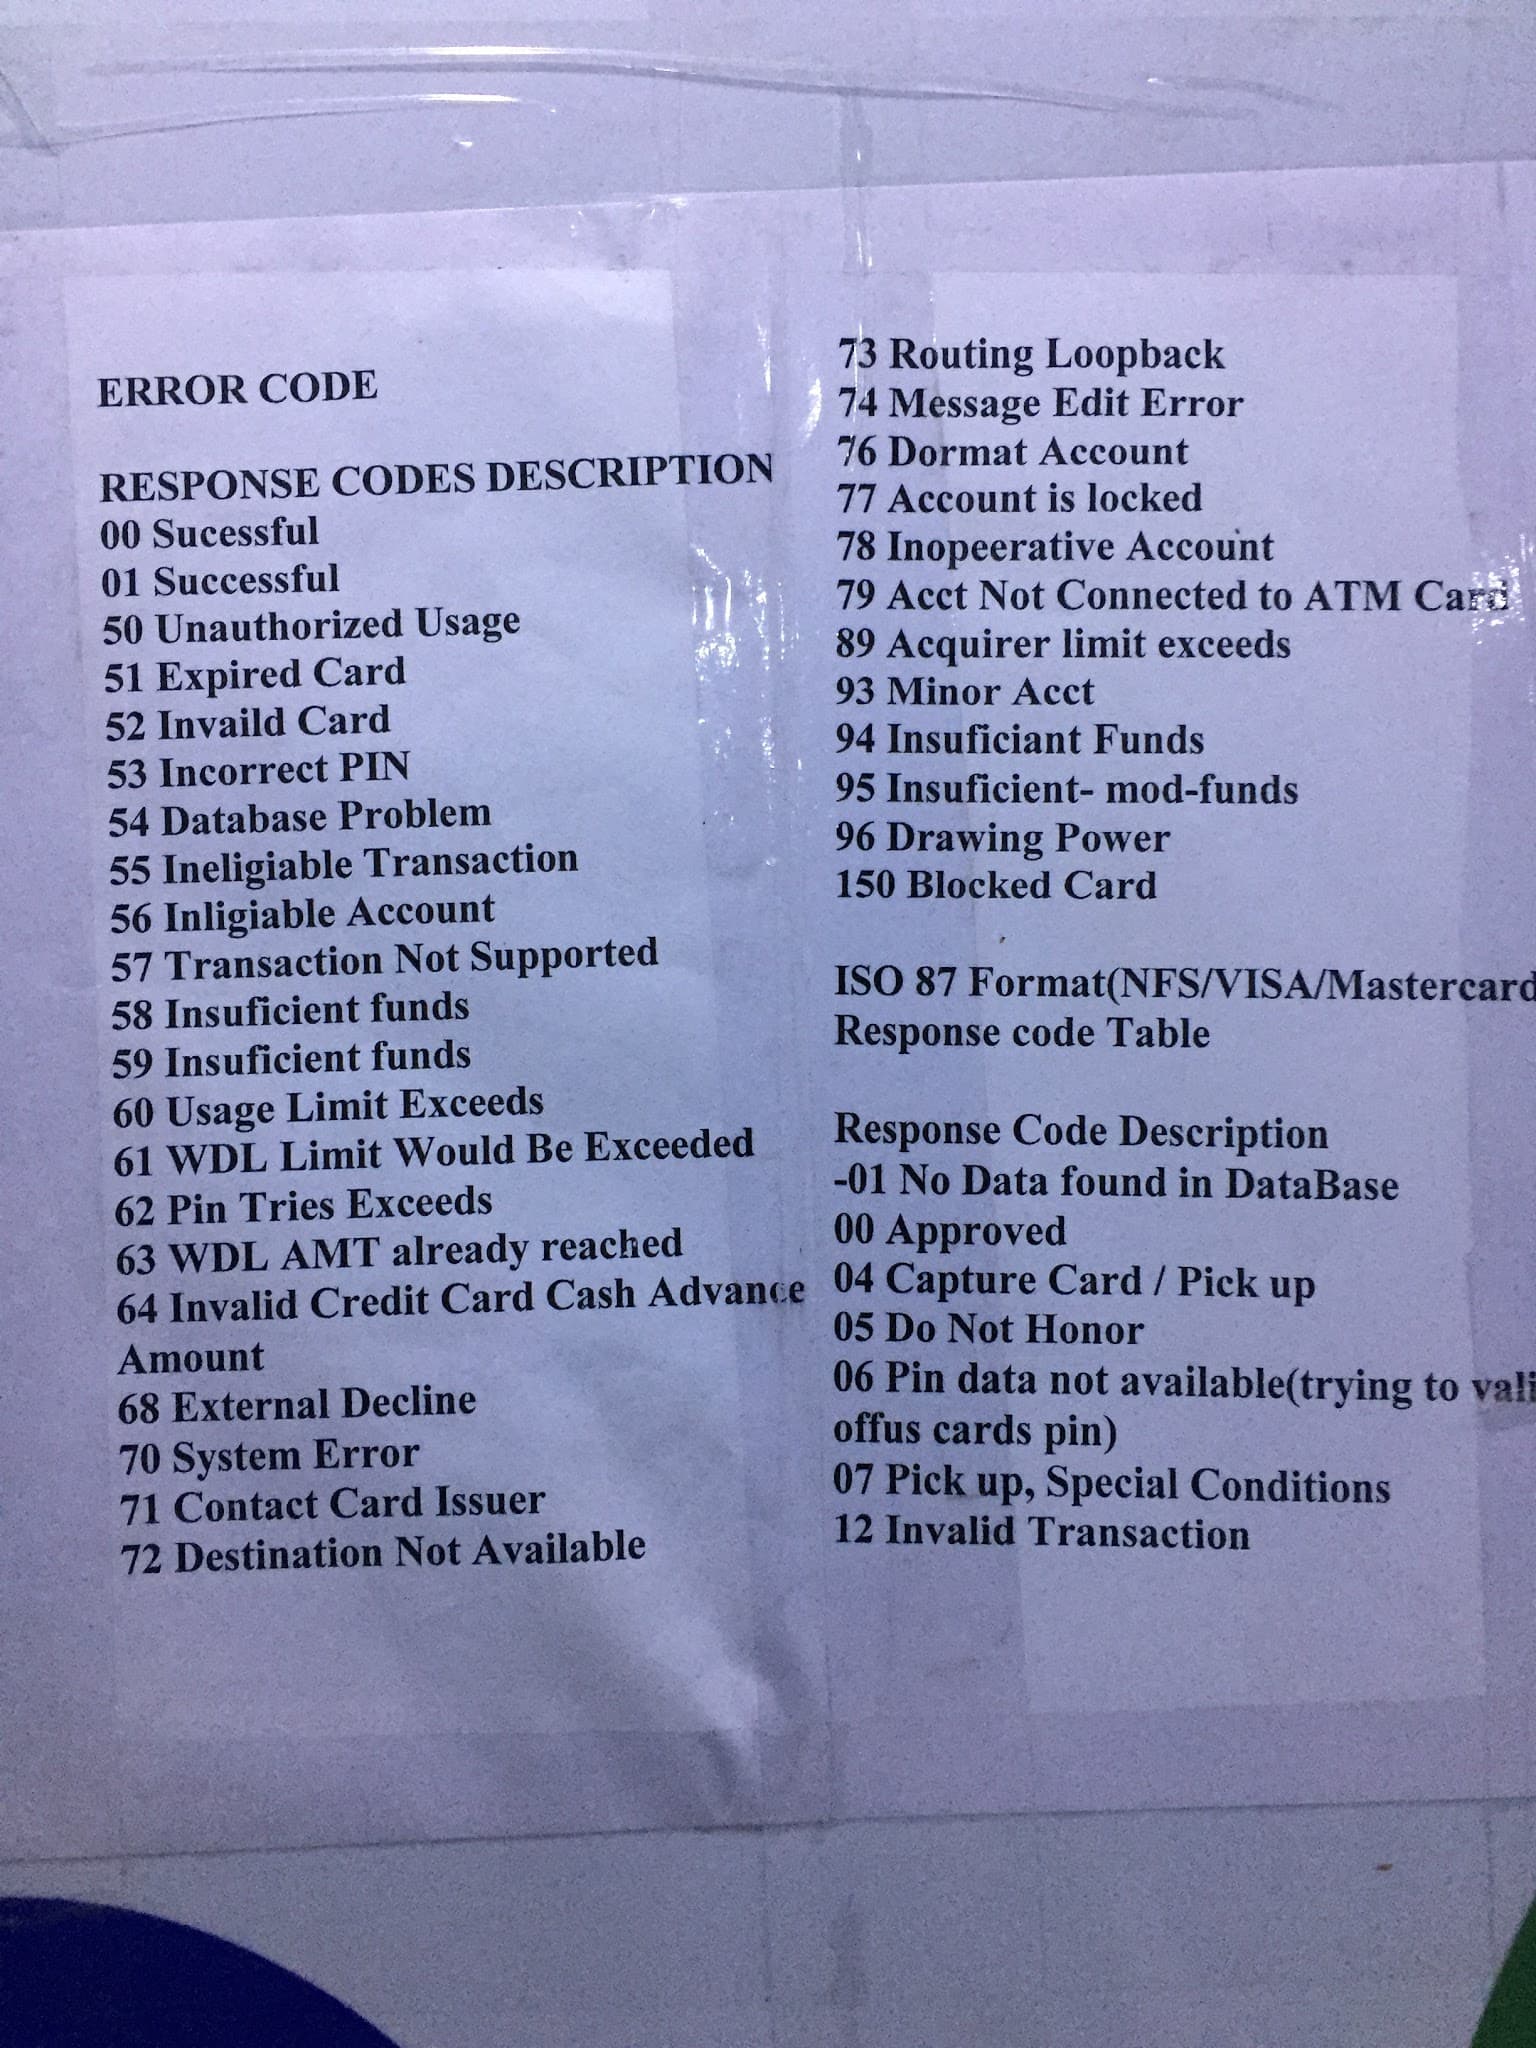 ERROR CODE
RESPONSE CODES DESCRIPTION
00 Sucessful
01 Successful
50 Unauthorized Usage
51 Expired Card
52 Invaild Card
53 Incorrect PIN
54 Database Problem
55 Ineligiable Transaction
56 Inligiable Account
57 Transaction Not Supported
58 Insuficient funds
59 Insuficient funds
60 Usage Limit Exceeds
61 WDL Limit Would Be Exceeded
62 Pin Tries Exceeds
63 WDL AMT already reached
64 Invalid Credit Card Cash Advance
Amount
68 External Decline
70 System Error
71 Contact Card Issuer
72 Destination Not Available
73 Routing Loopback
74 Message Edit Error
76 Dormat Account
77 Account is locked
78 Inopeerative Account
79 Acct Not Connected to ATM Card
89 Acquirer limit exceeds
93 Minor Acct
94 Insuficiant Funds
95 Insuficient- mod-funds
96 Drawing Power
150 Blocked Card
ISO 87 Format(NFS/VISA/Mastercard
Response code Table
Response Code Description
-01 No Data found in DataBase
00 Approved
04 Capture Card / Pick up
05 Do Not Honor
06 Pin data not available(trying to vali
offus cards pin)
07 Pick up, Special Conditions
12 Invalid Transaction